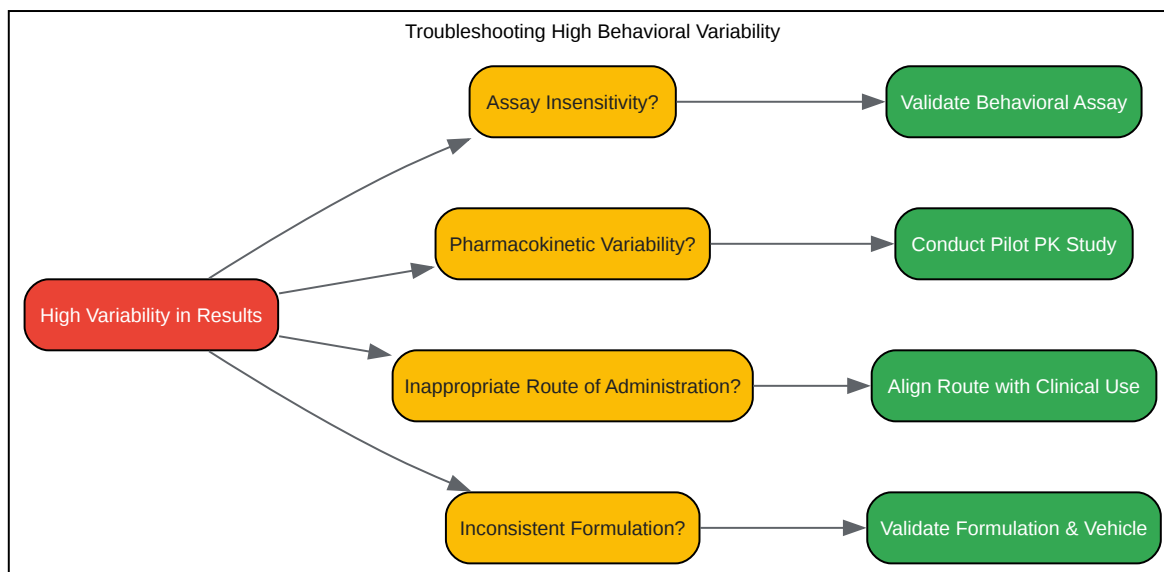 Troubleshooting High Behavioral Variability
Assay Insensitivity?
Validate Behavioral Assay
Pharmacokinetic Variability?
Conduct Pilot PK Study
High Variability in Results
Inappropriate Route of Administration?
Align Route with Clinical Use
Inconsistent Formulation?
Validate Formulation & Vehicle